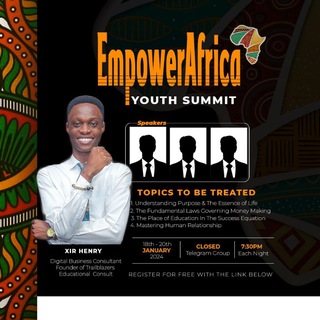 EmpowerAfrica
YOUTH SUMMIT
Speakers
TOPICS TO BE TREATED
1. Understanding Purpose & The Essence of Life
2. The Fundamental Laws Governing Money Making
3. The Place of Education In The Success Equation
4. Mastering Human Relationship
XIR HENRY
Digital Business Consultant
Founder of Trailblazers
Educational Consult
18th - 20th
JANUARY
2024
CLOSED
Telegram Group
7:30PM
Each Night
REGISTER FOR FREE WITH THE LINK BELOW